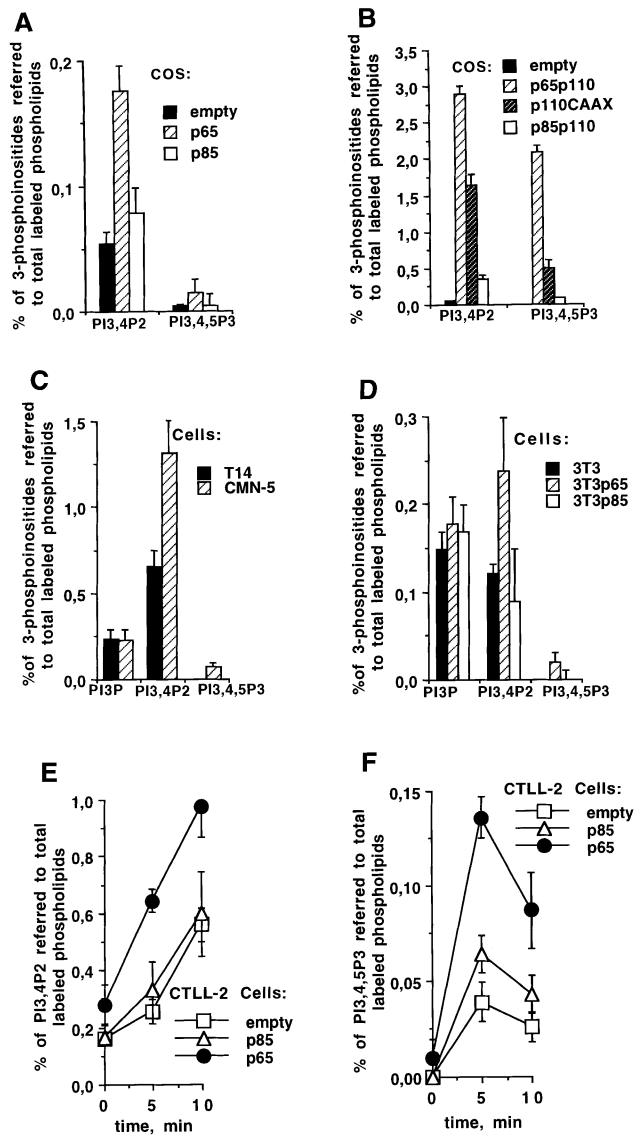 A
% of 3-phosphoinositides referred
to total labeled phospholipids
0,2
0,1
0,0
COS:
empty
p65
p85
PI3,4P2
PI3,4,5P3
B
% of 3-phosphoinositides referred
to total labeled phospholipids
3,5
3,0
2,5
2,0
1,5
1,0
0,5
0,0
COS:
empty
p65p110
p110CAAX
p85p110
PI3,4P2
PI3,4,5P3
C
%of 3-phosphoinositides referred
to total labeled phospholipids
1,5
1,0
0,5
0,0
Cells:
T14
CMN-5
PI3P
PI3,4P2
PI3,4,5P3
D
%of 3-phosphoinositides referred
to total labeled phospholipids
0,3
0,2
0,1
0,0
Cells:
3T3
3T3p65
3T3p85
PI3P
PI3,4P2
PI3,4,5P3
E
% of PI3,4P2 referred to total
labeled phospholipids
1,0
0,8
0,6
0,4
0,2
0,0
CTLL-2 Cells:
empty
p85
p65
0
5
10
time, min
F
% of PI3,4,5P3 referred to total
labeled phospholipids
0,15
0,10
0,05
0,00
CTLL-2 Cells:
empty
p85
p65
0
5
10
time, min